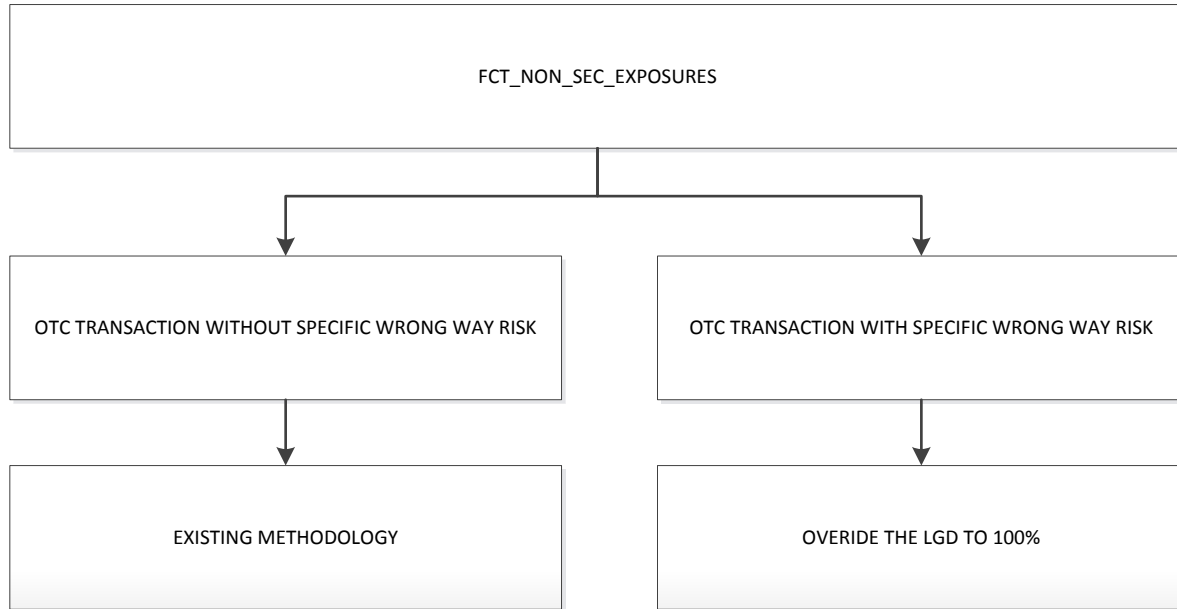 FCT_NON_SEC_EXPOSURES
OTC TRANSACTION WITHOUT SPECIFIC WRONG WAY RISK
OTC TRANSACTION WITH SPECIFIC WRONG WAY RISK
EXISTING METHODOLOGY
OVERIDE THE LGD TO 100%